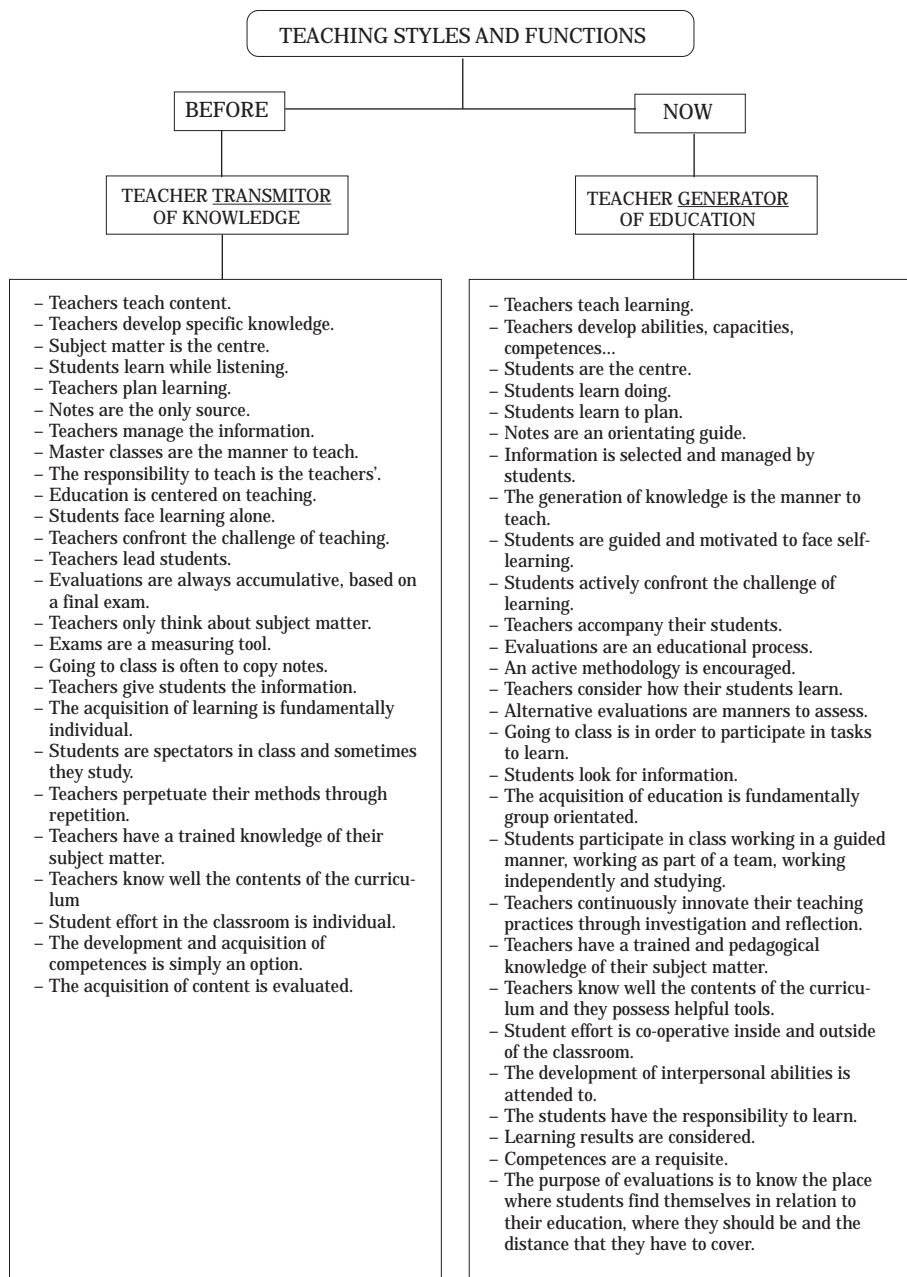 TEACHING STYLES AND FUNCTIONS
BEFORE
NOW
TEACHER TRANSMITOR
OF KNOWLEDGE
TEACHER GENERATOR
OF EDUCATION
– Teachers teach content.
– Teachers develop specific knowledge.
– Subject matter is the centre.
– Students learn while listening.
– Teachers plan learning.
– Notes are the only source.
– Teachers manage the information.
– Master classes are the manner to teach.
– The responsibility to teach is the teachers'.
– Education is centered on teaching.
– Students face learning alone.
– Teachers confront the challenge of teaching.
– Teachers lead students.
– Evaluations are always accumulative, based on
a final exam.
– Teachers only think about subject matter.
– Exams are a measuring tool.
– Going to class is often to copy notes.
– Teachers give students the information.
– The acquisition of learning is fundamentally
individual.
– Students are spectators in class and sometimes
they study.
– Teachers perpetuate their methods through
repetition.
– Teachers have a trained knowledge of their
subject matter.
– Teachers know well the contents of the curricu-
lum
– Student effort in the classroom is individual.
– The development and acquisition of
competences is simply an option.
– The acquisition of content is evaluated.
– Teachers teach learning.
– Teachers develop abilities, capacities,
competences...
– Students are the centre.
– Students learn doing.
– Students learn to plan.
– Notes are an orientating guide.
– Information is selected and managed by
students.
– The generation of knowledge is the manner to
teach.
– Students are guided and motivated to face self-
learning.
– Students actively confront the challenge of
learning.
– Teachers accompany their students.
– Evaluations are an educational process.
– An active methodology is encouraged.
– Teachers consider how their students learn.
– Alternative evaluations are manners to assess.
– Going to class is in order to participate in tasks
to learn.
– Students look for information.
– The acquisition of education is fundamentally
group orientated.
– Students participate in class working in a guided
manner, working as part of a team, working
independently and studying.
– Teachers continuously innovate their teaching
practices through investigation and reflection.
– Teachers have a trained and pedagogical
knowledge of their subject matter.
– Teachers know well the contents of the curricu-
lum and they possess helpful tools.
– Student effort is co-operative inside and outside
of the classroom.
– The development of interpersonal abilities is
attended to.
– The students have the responsibility to learn.
– Learning results are considered.
– Competences are a requisite.
– The purpose of evaluations is to know the place
where students find themselves in relation to
their education, where they should be and the
distance that they have to cover.